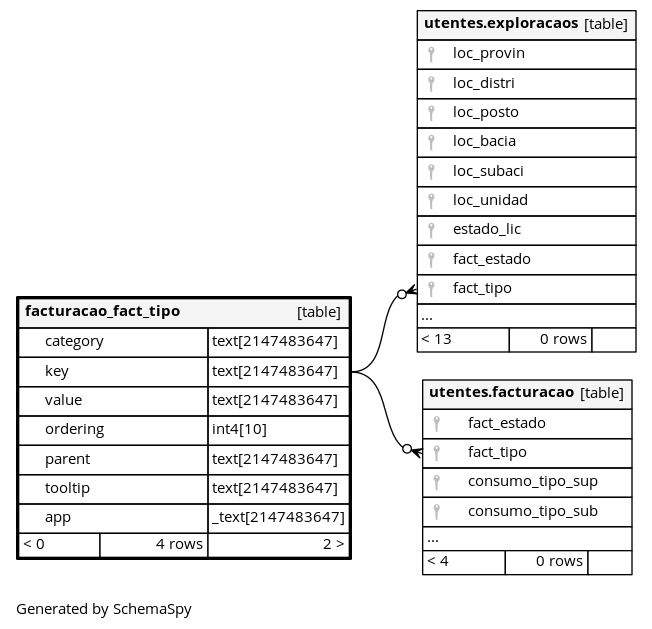 utentes.exploracaos [table]
loc_provin
loc_distri
loc_posto
loc_bacia
loc_subaci
loc_unidad
estado_lic
fact_estado
fact_tipo
...
< 13 0 rows
facturacao_fact_tipo [table]
category text[2147483647]
key text[2147483647]
value text[2147483647]
ordering int4[10]
parent text[2147483647]
tooltip text[2147483647]
app _text[2147483647]
< 0 4 rows 2 >
utentes.facturacao [table]
fact_estado
fact_tipo
consumo_tipo_sup
consumo_tipo_sub
...
< 4 0 rows
Generated by SchemaSpy